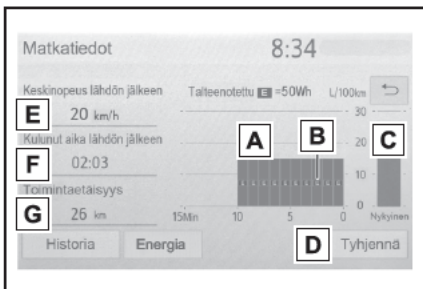 Matkatiedot 8:34
Keskinopeus lähdön jälkeen Talteenotettu E =50Wh L/100km
E 20 km/h 30
Kulunut aika lähdön jälkeen A B C 20
F 02:03
Toimintaetäisyys 10
G 26 km 0
15Min 10 5 0 Nykyinen
Historia Energia D Tyhjennä